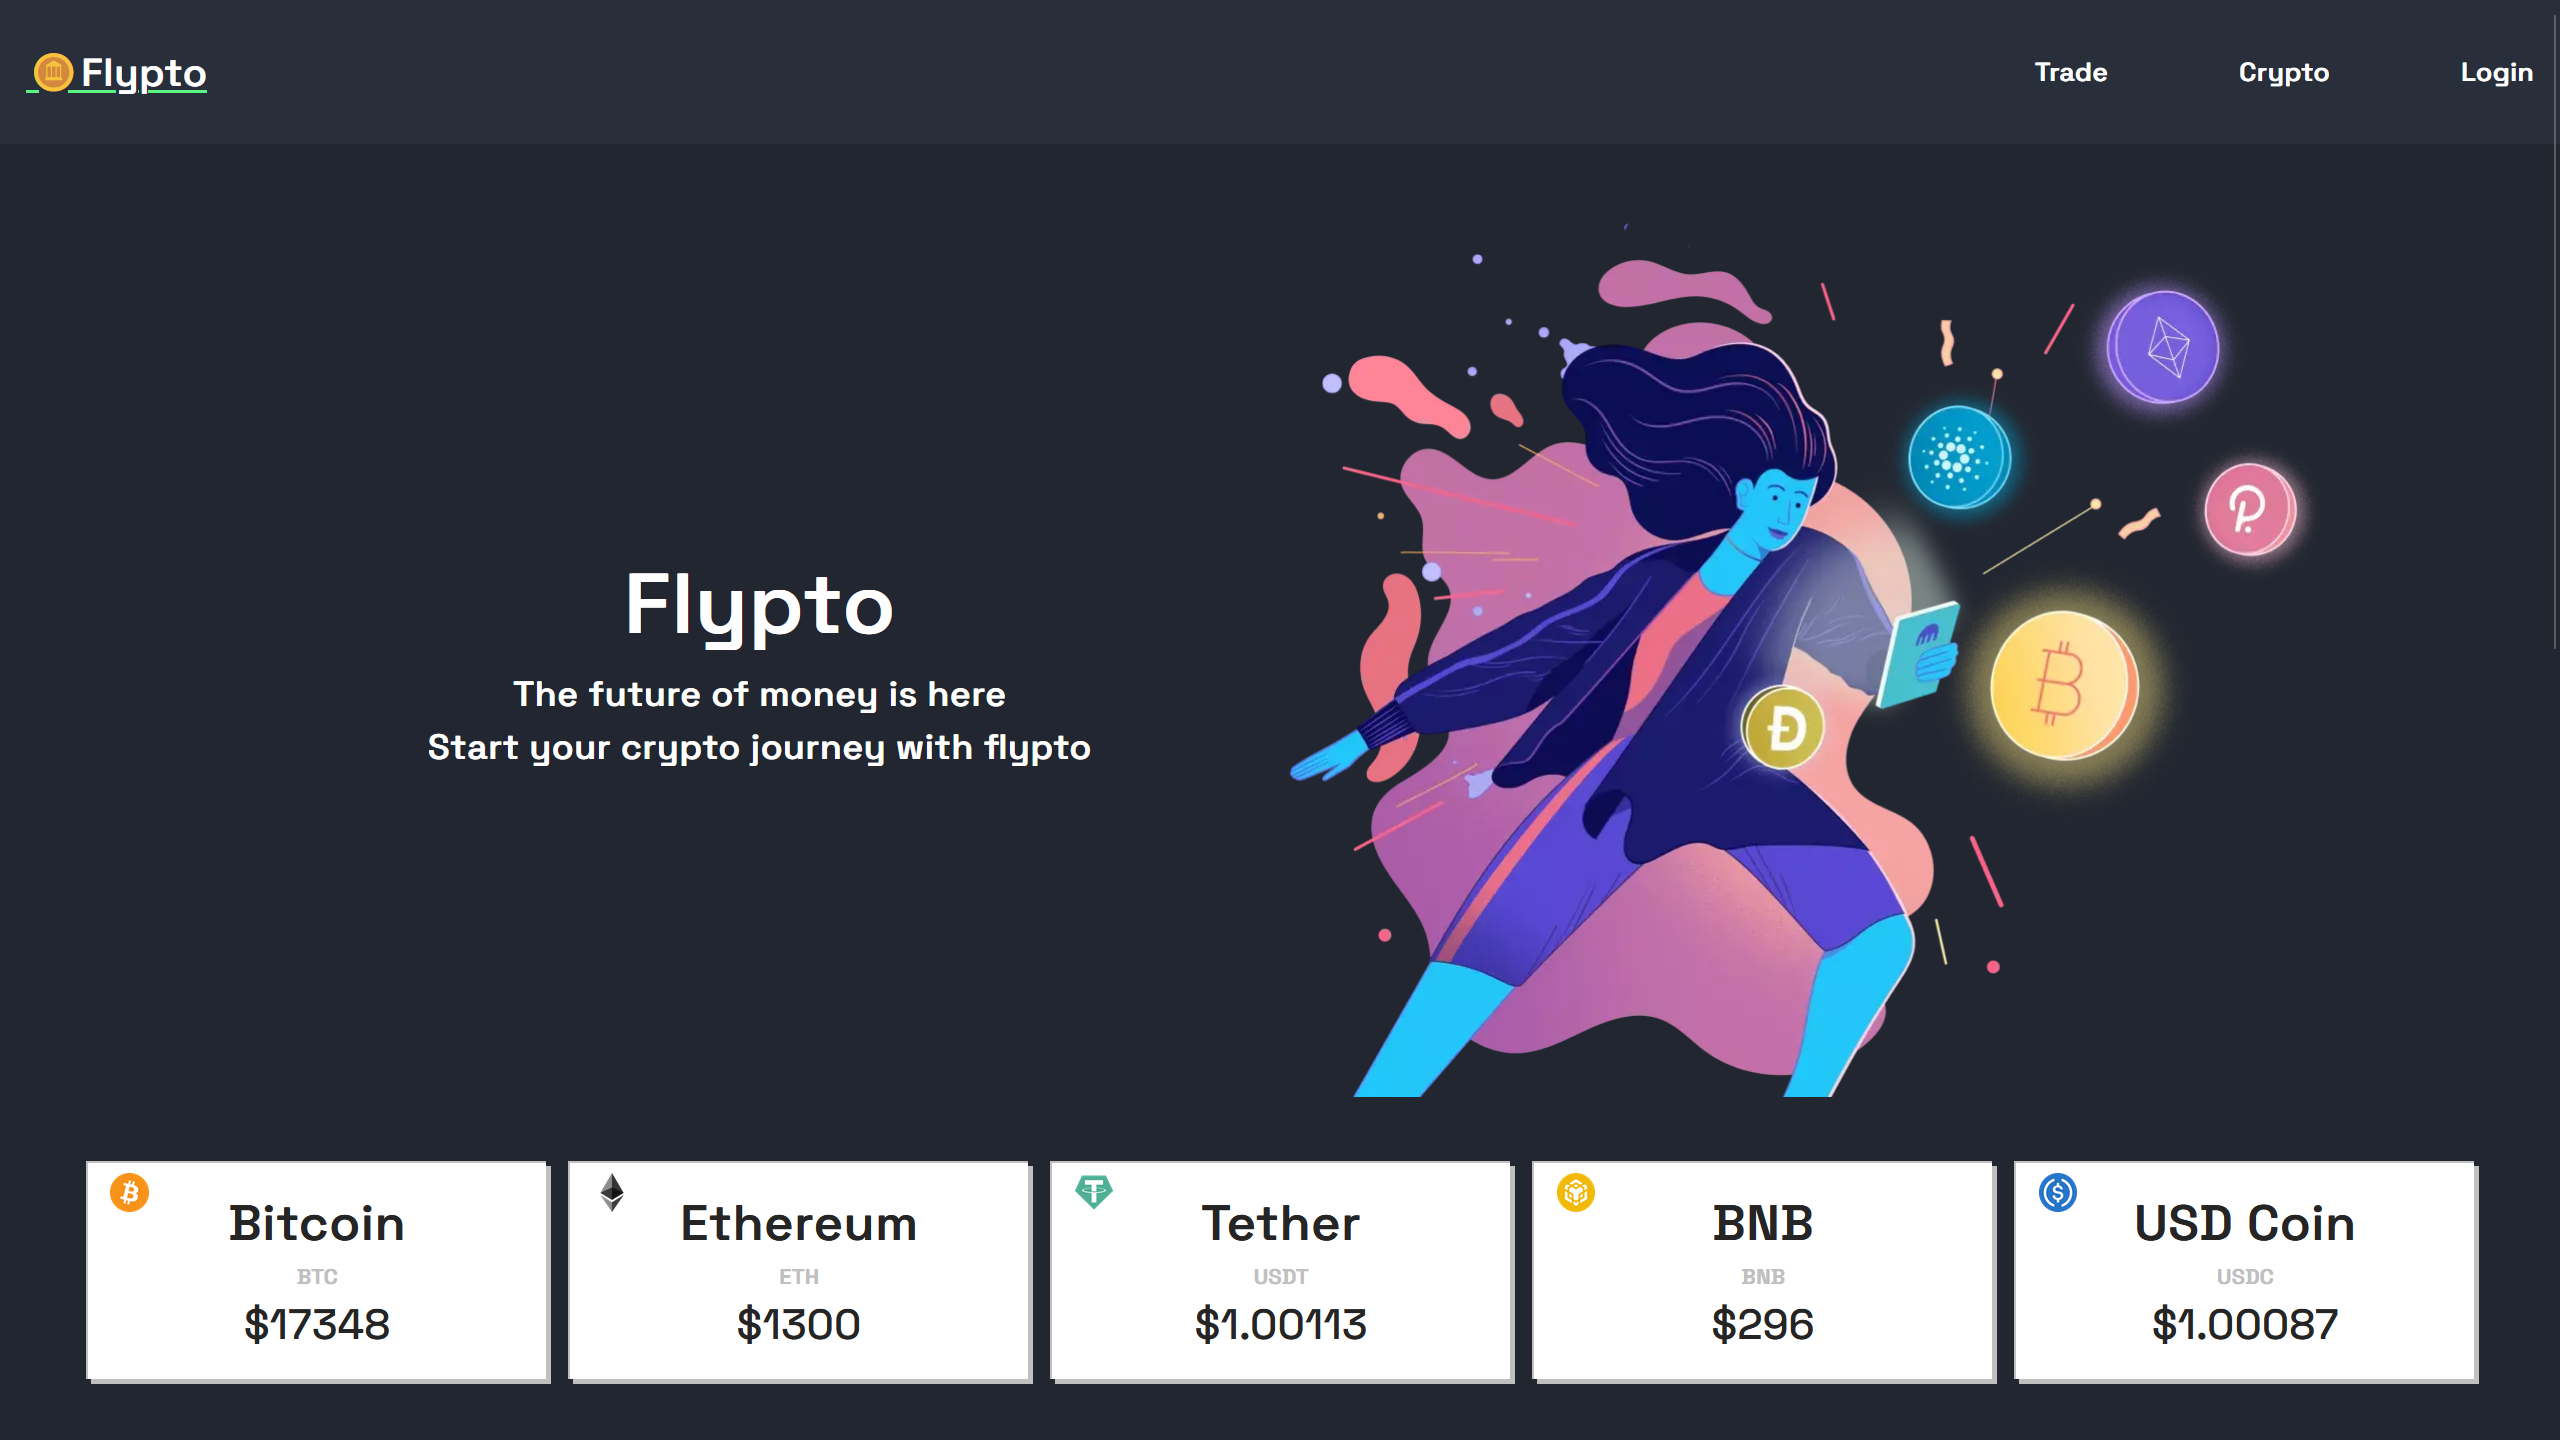 Flypto
Trade
Crypto
Login
Flypto
The future of money is here
Start your crypto journey with flypto
Bitcoin
BTC
$17348
Ethereum
ETH
$1300
Tether
USDT
$1.00113
BNB
BNB
$296
USD Coin
USDC
$1.00087